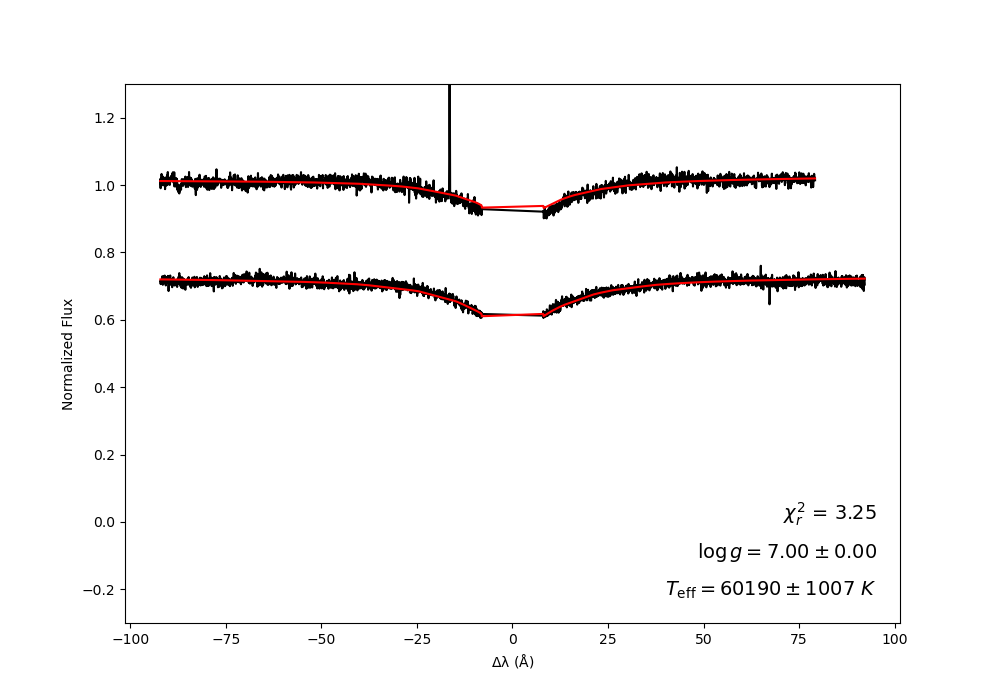 1.2
1.0
0.8
0.6
0.4
0.2
0.0
−0.2
Normalized Flux
χ²ᵣ = 3.25
log g = 7.00 ± 0.00
T_eff = 60190 ± 1007 K
−100 −75 −50 −25 0 25 50 75 100
Δλ (Å)